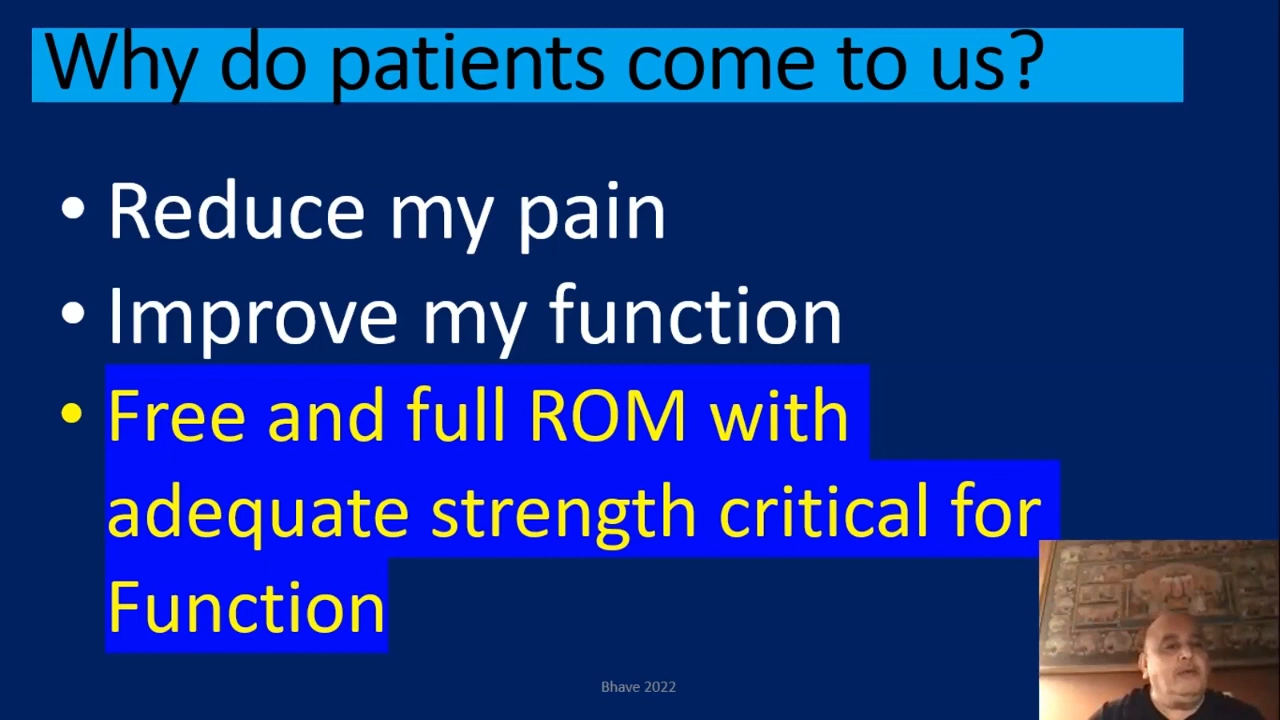 Why do patients come to us?
• Reduce my pain
• Improve my function
• Free and full ROM with
adequate strength critical for
Function
Bhave 2022